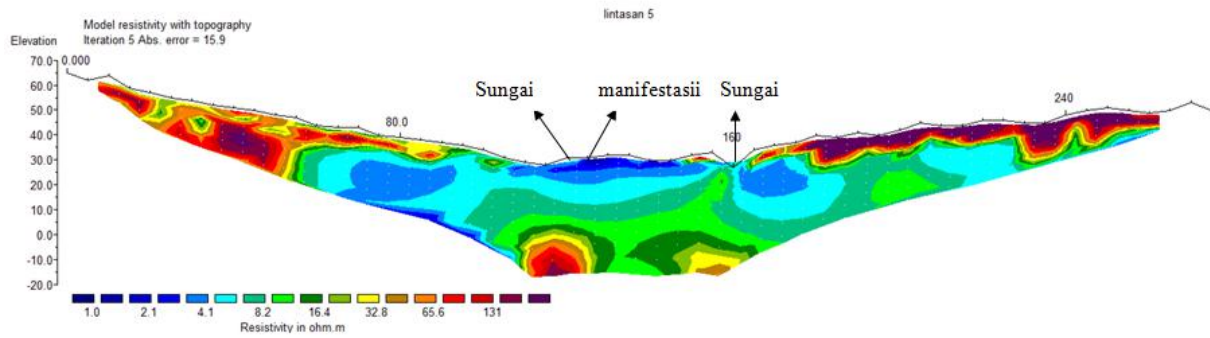 lintasan 5
Model resistivity with topography
Iteration 5 Abs. error = 15.9
Elevation
70.0 0.000
60.0
50.0
40.0
30.0
20.0
10.0
0.0
-10.0
-20.0
80.0
Sungai manifestasii Sungai
160
240
1.0 2.1 4.1 8.2 16.4 32.8 65.6 131
Resistivity in ohm.m